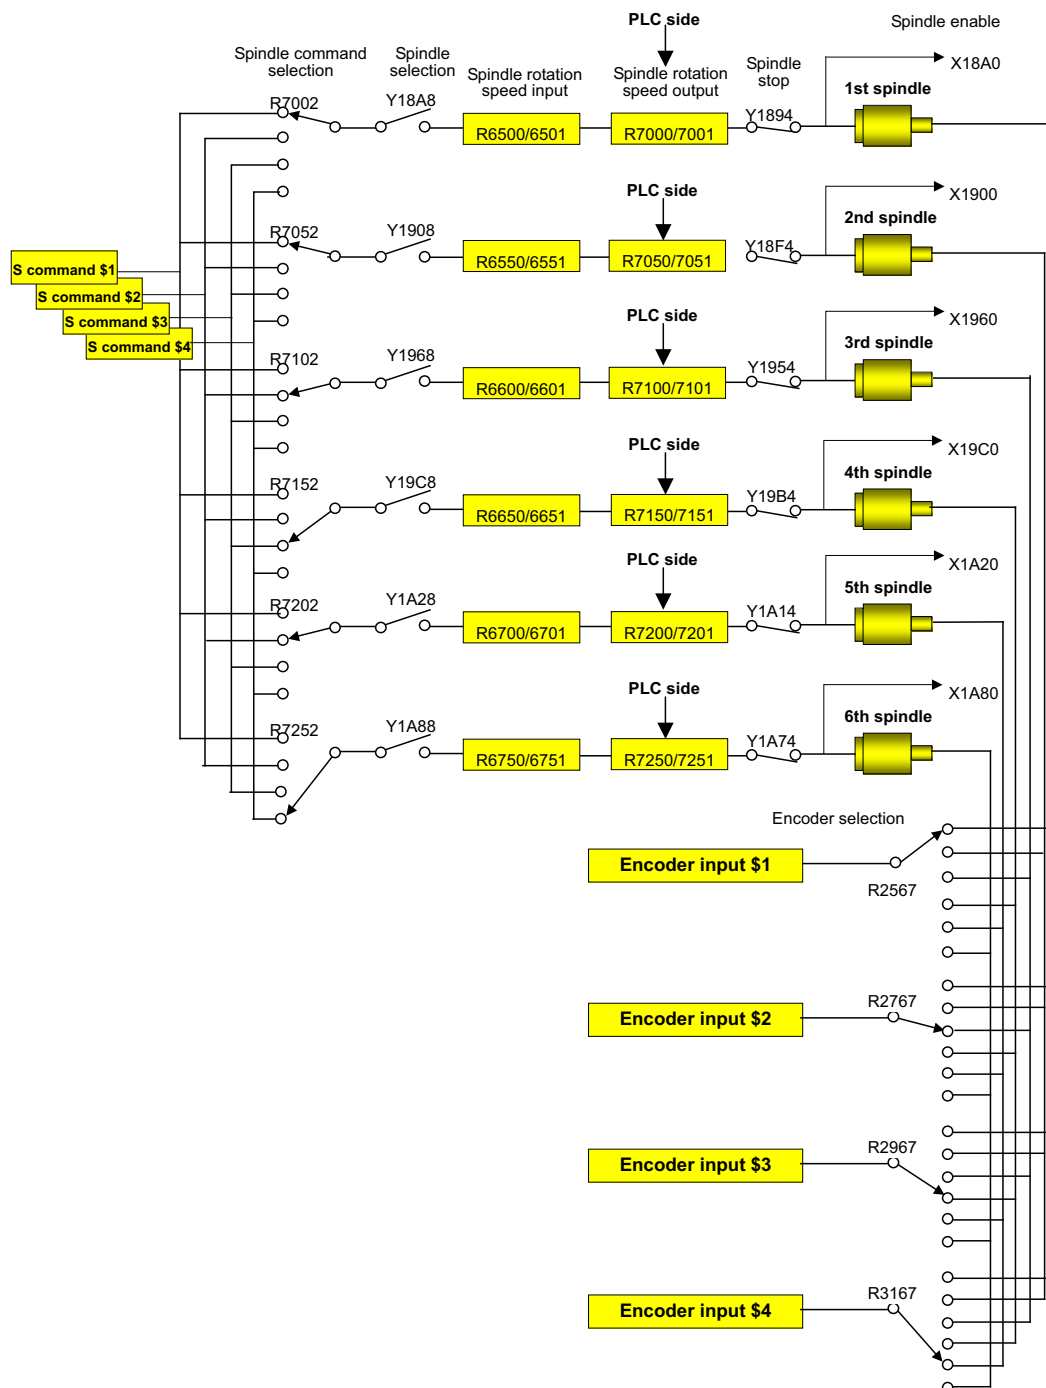 PLC side
Spindle enable
Spindle command
selection
Spindle
selection
Spindle rotation
speed input
Spindle rotation
speed output
Spindle
stop
X18A0
1st spindle
R7002
Y18A8
R6500/6501
R7000/7001
Y1894
PLC side
X1900
2nd spindle
R7052
Y1908
R6550/6551
R7050/7051
Y18F4
S command $1
S command $2
S command $3
S command $4
PLC side
X1960
3rd spindle
R7102
Y1968
R6600/6601
R7100/7101
Y1954
PLC side
X19C0
4th spindle
R7152
Y19C8
R6650/6651
R7150/7151
Y19B4
PLC side
X1A20
5th spindle
R7202
Y1A28
R6700/6701
R7200/7201
Y1A14
PLC side
X1A80
6th spindle
R7252
Y1A88
R6750/6751
R7250/7251
Y1A74
Encoder selection
Encoder input $1
R2567
Encoder input $2
R2767
Encoder input $3
R2967
Encoder input $4
R3167